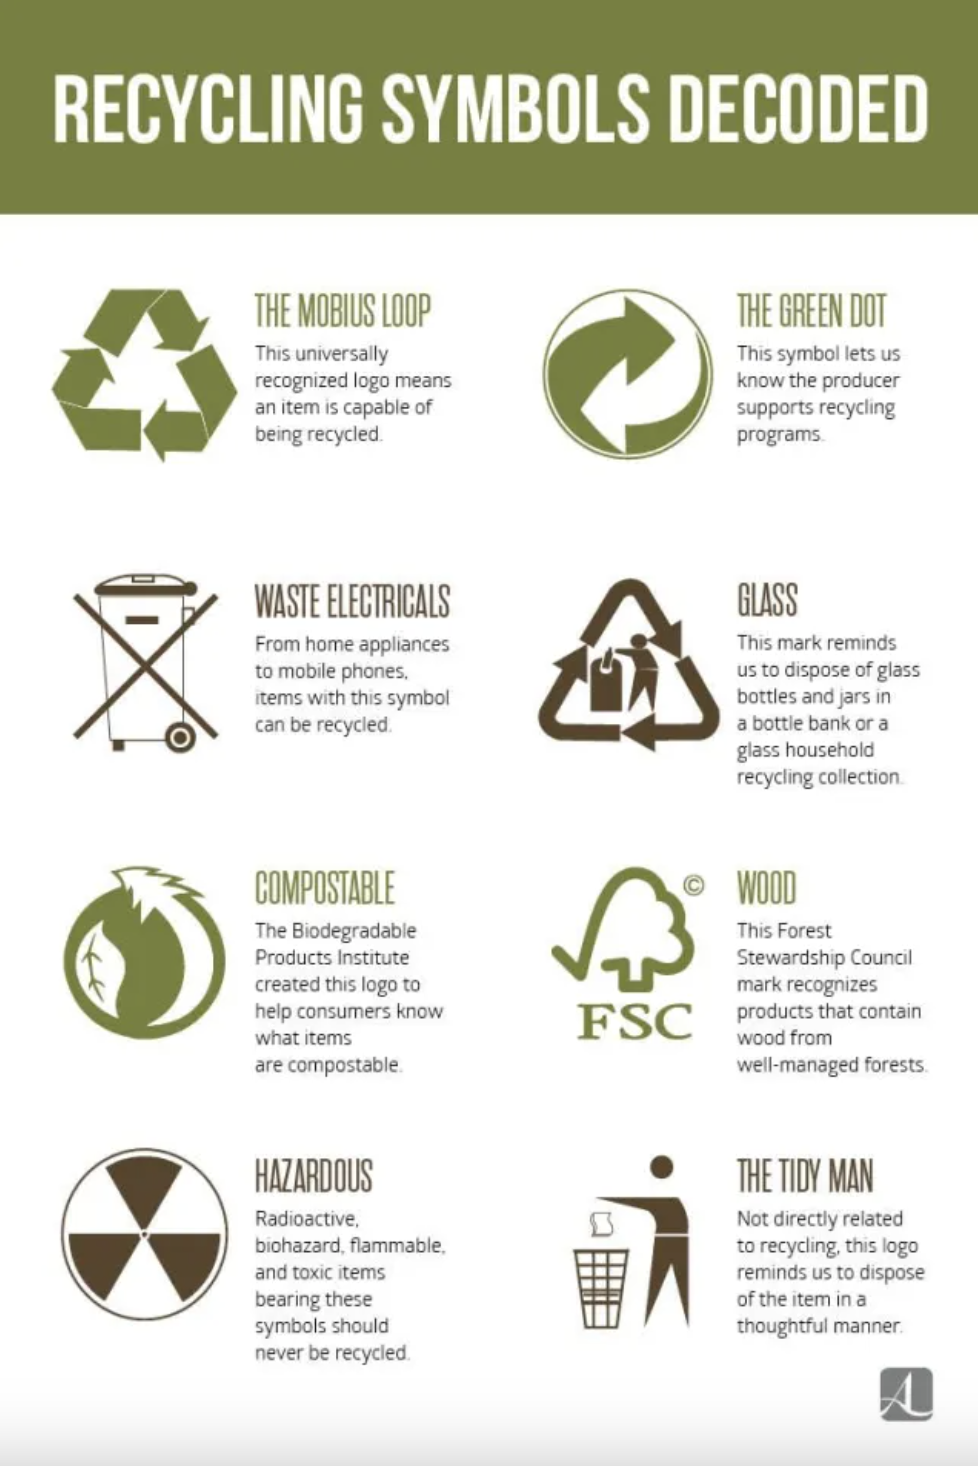 RECYCLING SYMBOLS DECODED
THE MOBIUS LOOP
This universally
recognized logo means
an item is capable of
being recycled.
THE GREEN DOT
This symbol lets us
know the producer
supports recycling
programs.
WASTE ELECTRICALS
From home appliances
to mobile phones,
items with this symbol
can be recycled.
GLASS
This mark reminds
us to dispose of glass
bottles and jars in
a bottle bank or a
glass household
recycling collection.
COMPOSTABLE
The Biodegradable
Products Institute
created this logo to
help consumers know
what items
are compostable.
©
FSC
WOOD
This Forest
Stewardship Council
mark recognizes
products that contain
wood from
well-managed forests.
HAZARDOUS
Radioactive,
biohazard, flammable,
and toxic items
bearing these
symbols should
never be recycled.
THE TIDY MAN
Not directly related
to recycling, this logo
reminds us to dispose
of the item in a
thoughtful manner.